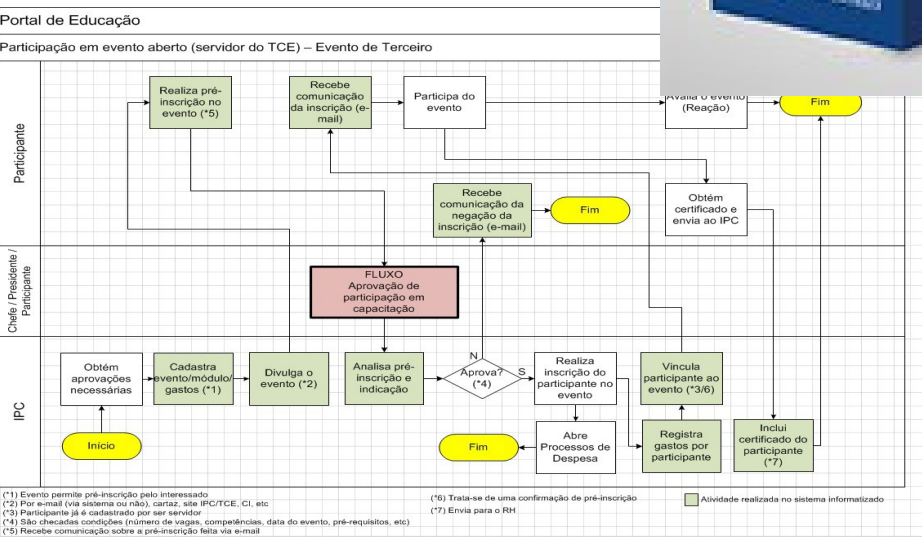 Portal de Educação
Participação em evento aberto (servidor do TCE) – Evento de Terceiro
Participante
Realiza pré-
inscrição no
evento (*5)
Recebe
comunicação
da inscrição (e-
mail)
Participa do
evento
Avalia o evento
(Reação)
Fim
Recebe
comunicação da
negação da
inscrição (e-mail)
Fim
Obtém
certificado e
envia ao IPC
Chefe / Presidente /
Participante
FLUXO
Aprovação de
participação em
capacitação
IPC
Obtém
aprovações
necessárias
Cadastra
evento/módulo/
gastos (*1)
Divulga o
evento (*2)
Analisa pré-
inscrição e
indicação
N
Aprova?
(*4)
S
Realiza
inscrição do
participante no
evento
Vincula
participante ao
evento (*3/6)
Início
Fim
Abre
Processos de
Despesa
Registra
gastos por
participante
Inclui
certificado do
participante
(*7)
(*1) Evento permite pré-inscrição pelo interessado
(*2) Por e-mail (via sistema ou não), cartaz, site IPC/TCE, CI, etc
(*3) Participante já é cadastrado por ser servidor
(*4) São checadas condições (número de vagas, competências, data do evento, pré-requisitos, etc)
(*5) Recebe comunicação sobre a pré-inscrição feita via e-mail
(*6) Trata-se de uma confirmação de pré-inscrição
(*7) Envia para o RH
Atividade realizada no sistema informatizado